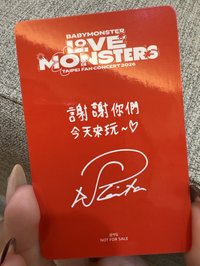 BABYMONSTER
LOVE
MONSTERS
TAIPEI FAN CONCERT 2026
謝謝你們
今天來玩~♡
NOT FOR SALE